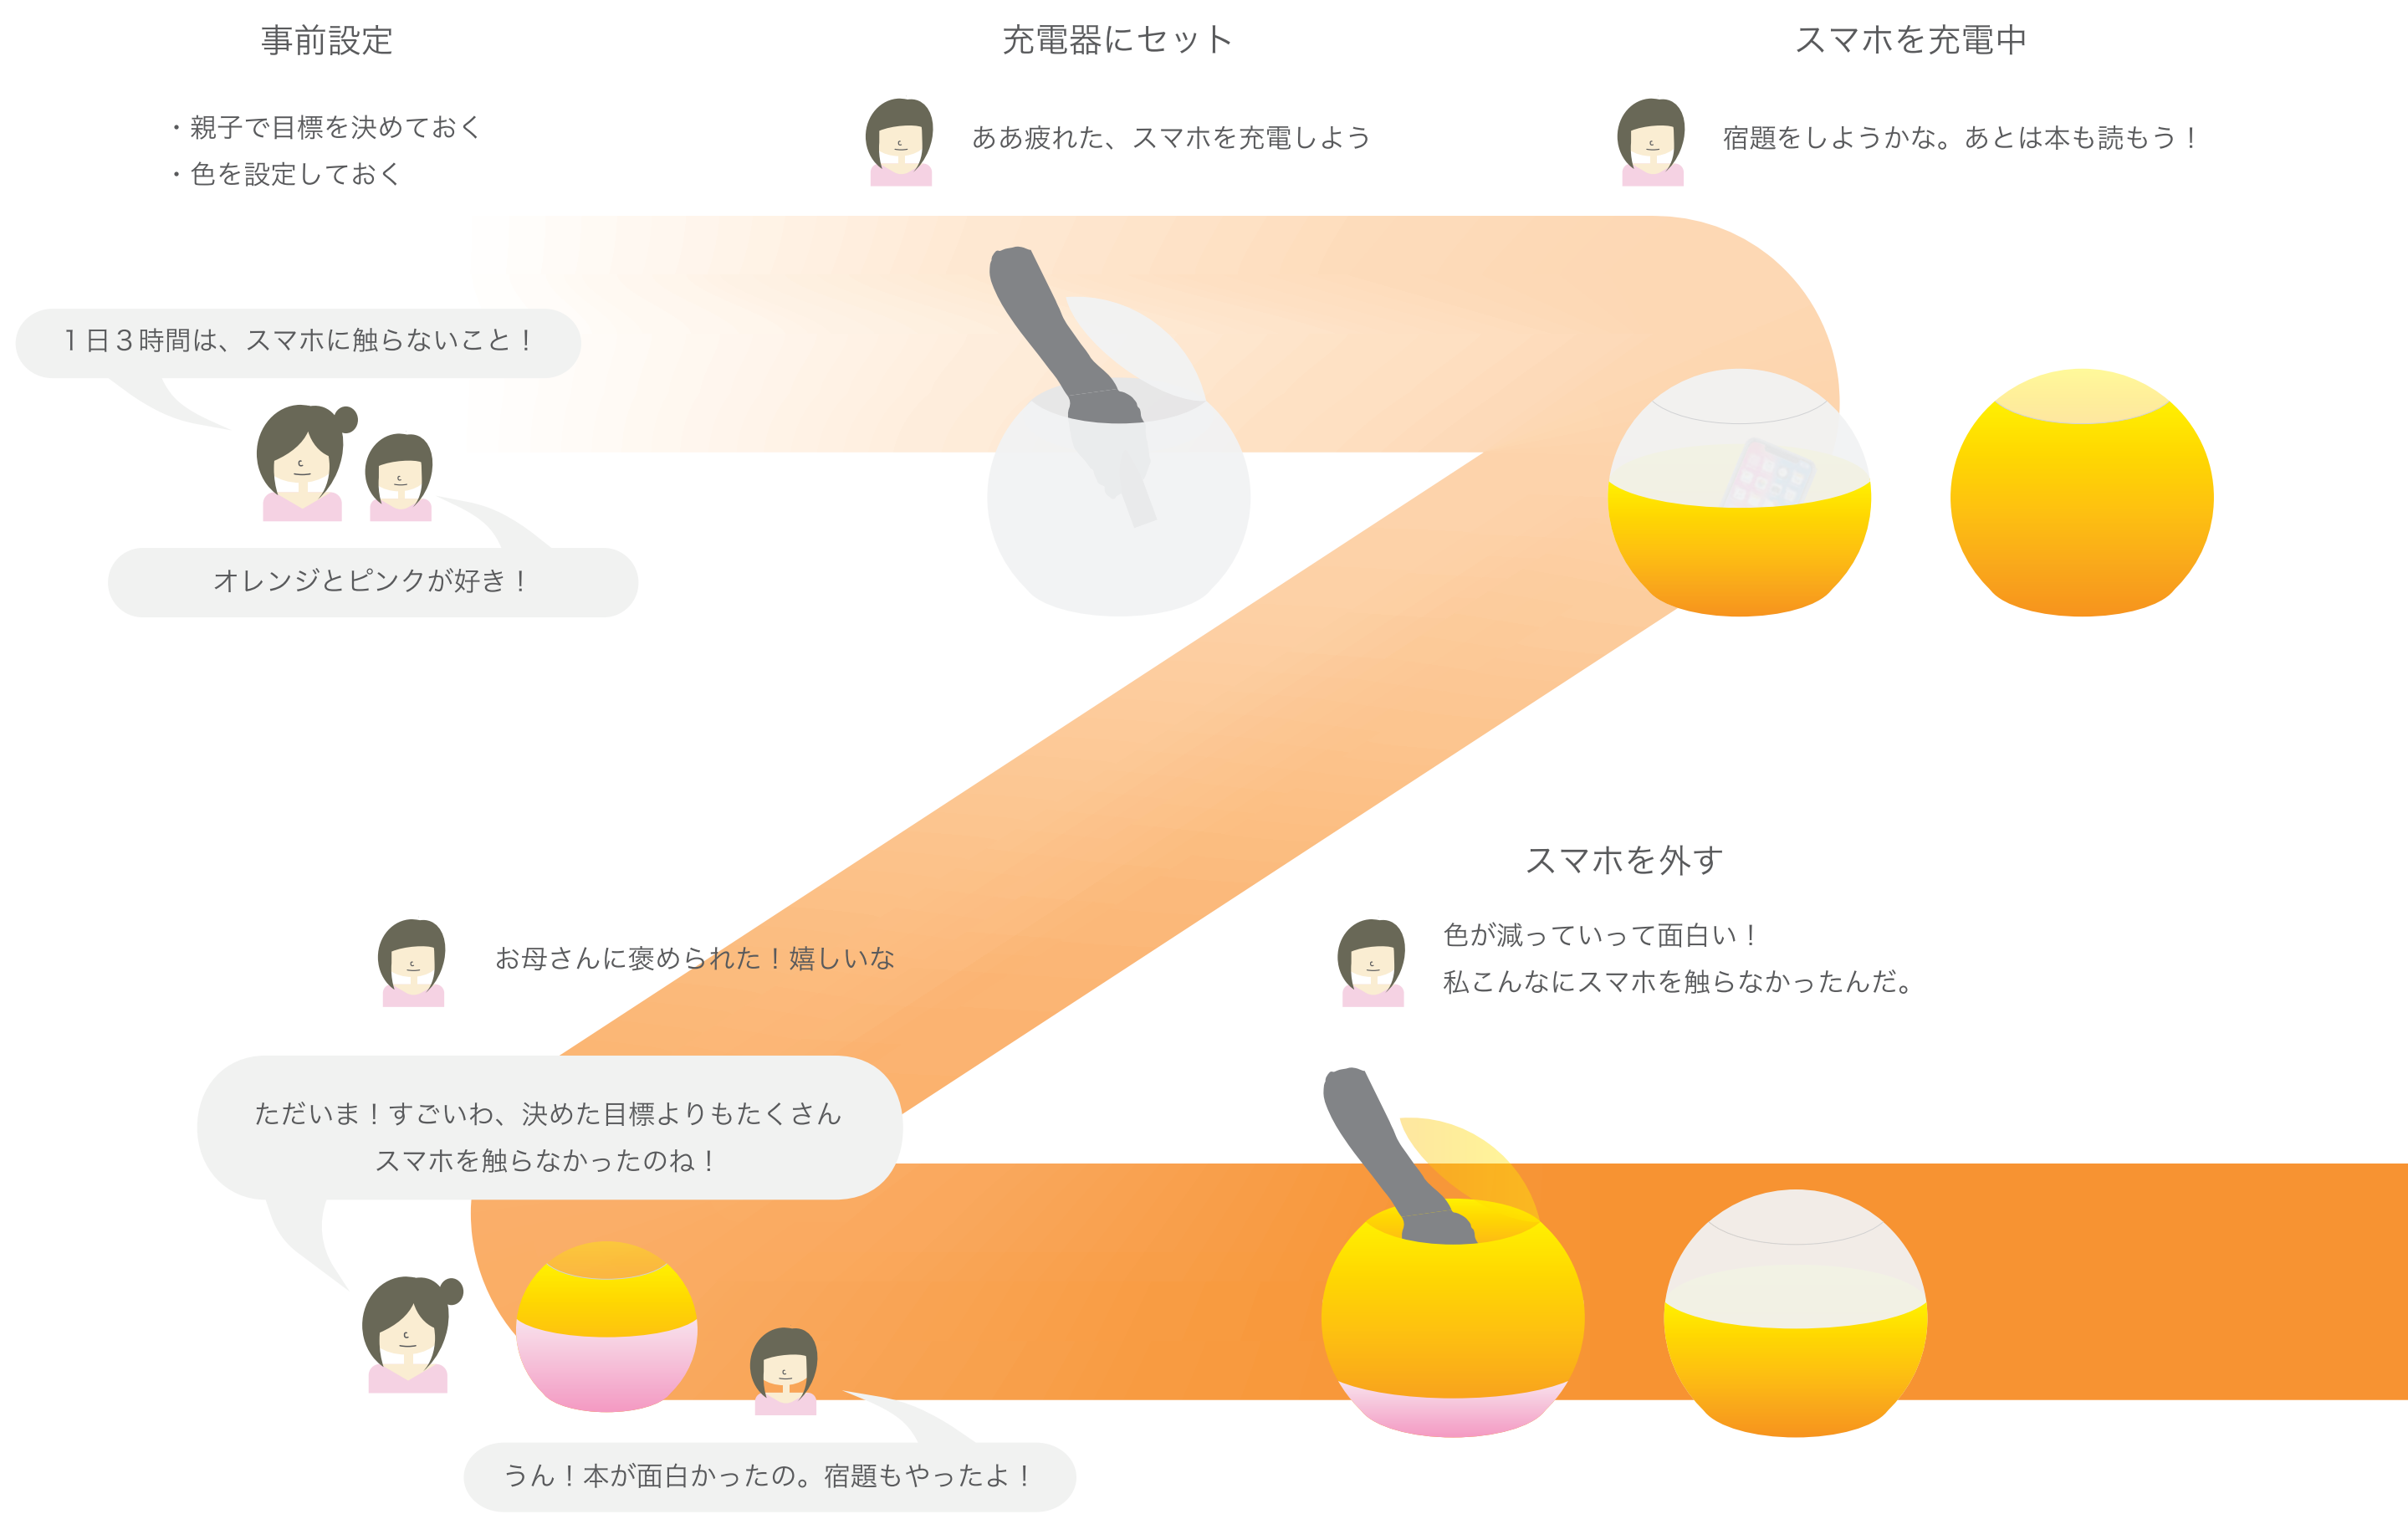 事前設定
・親子で目標を決めておく
・色を設定しておく
１日３時間は、スマホに触らないこと！
オレンジとピンクが好き！
充電器にセット
ああ疲れた、スマホを充電しよう
スマホを充電中
宿題をしようかな。あとは本も読もう！
お母さんに褒められた！嬉しいな
ただいま！すごいわ、決めた目標よりもたくさん
スマホを触らなかったのね！
うん！本が面白かったの。宿題もやったよ！
スマホを外す
色が減っていって面白い！
私こんなにスマホを触らなかったんだ。